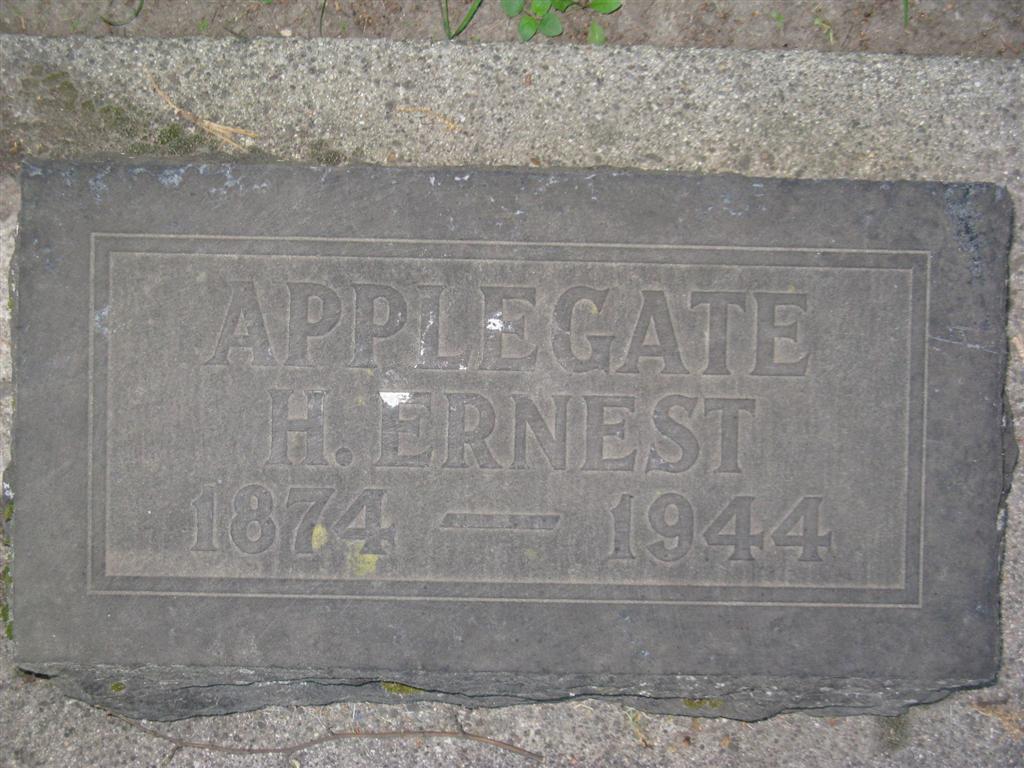 APPLEGATE
H. ERNEST
1874 — 1944